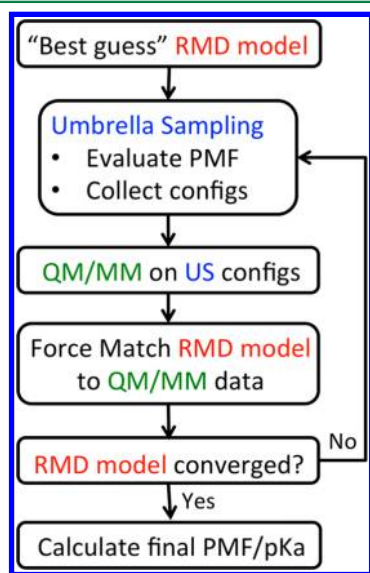 “Best guess” RMD model
Umbrella Sampling
• Evaluate PMF
• Collect configs
QM/MM on US configs
Force Match RMD model
to QM/MM data
No
RMD model converged?
Yes
Calculate final PMF/pKa